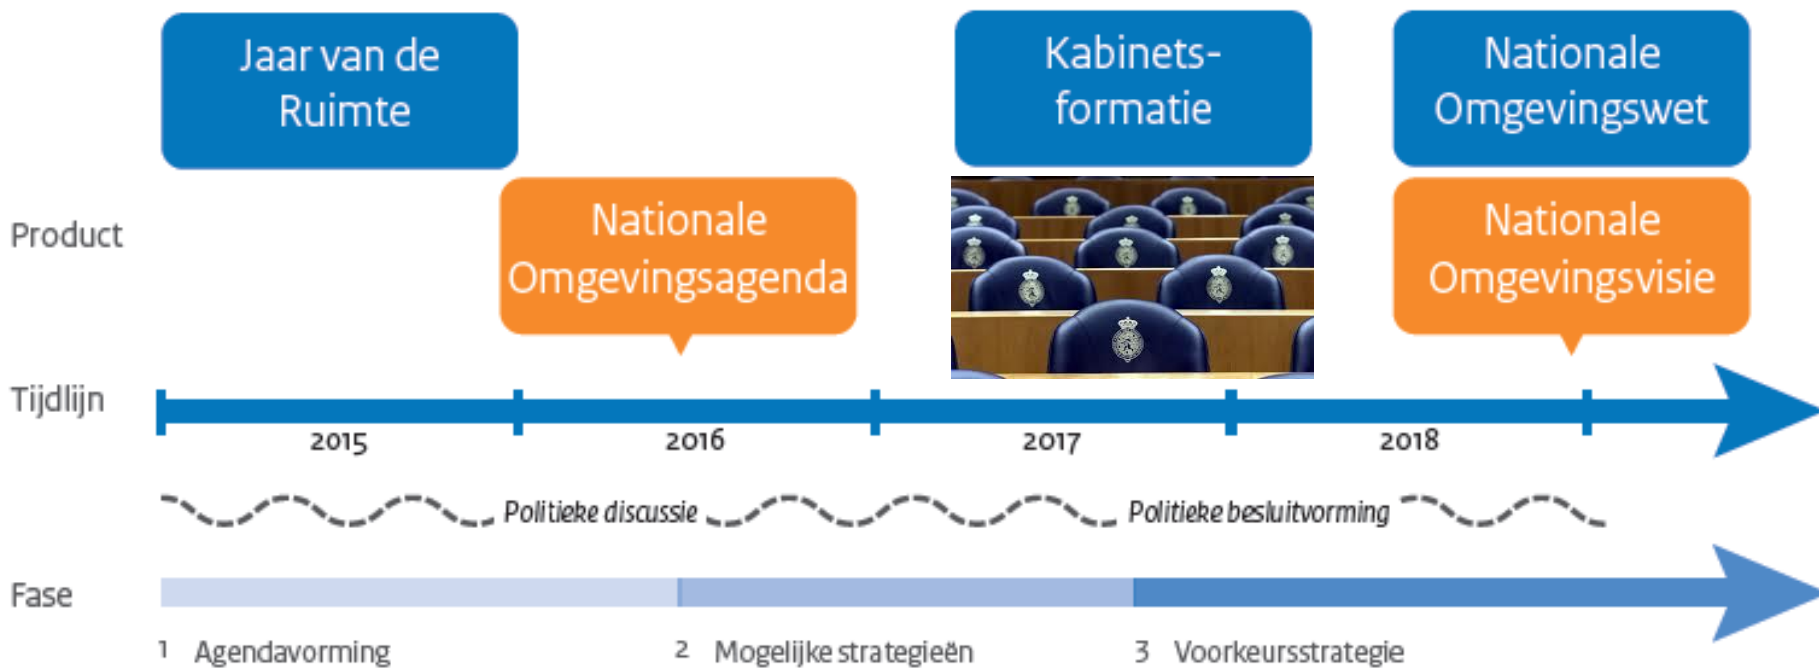 Jaar van de
Ruimte
Kabinets-
formatie
Nationale
Omgevingswet
Product
Nationale
Omgevingsagenda
Nationale
Omgevingsvisie
Tijdlijn
2015
2016
2017
2018
Politieke discussie
Politieke besluitvorming
Fase
1 Agendavorming
2 Mogelijke strategieën
3 Voorkeursstrategie